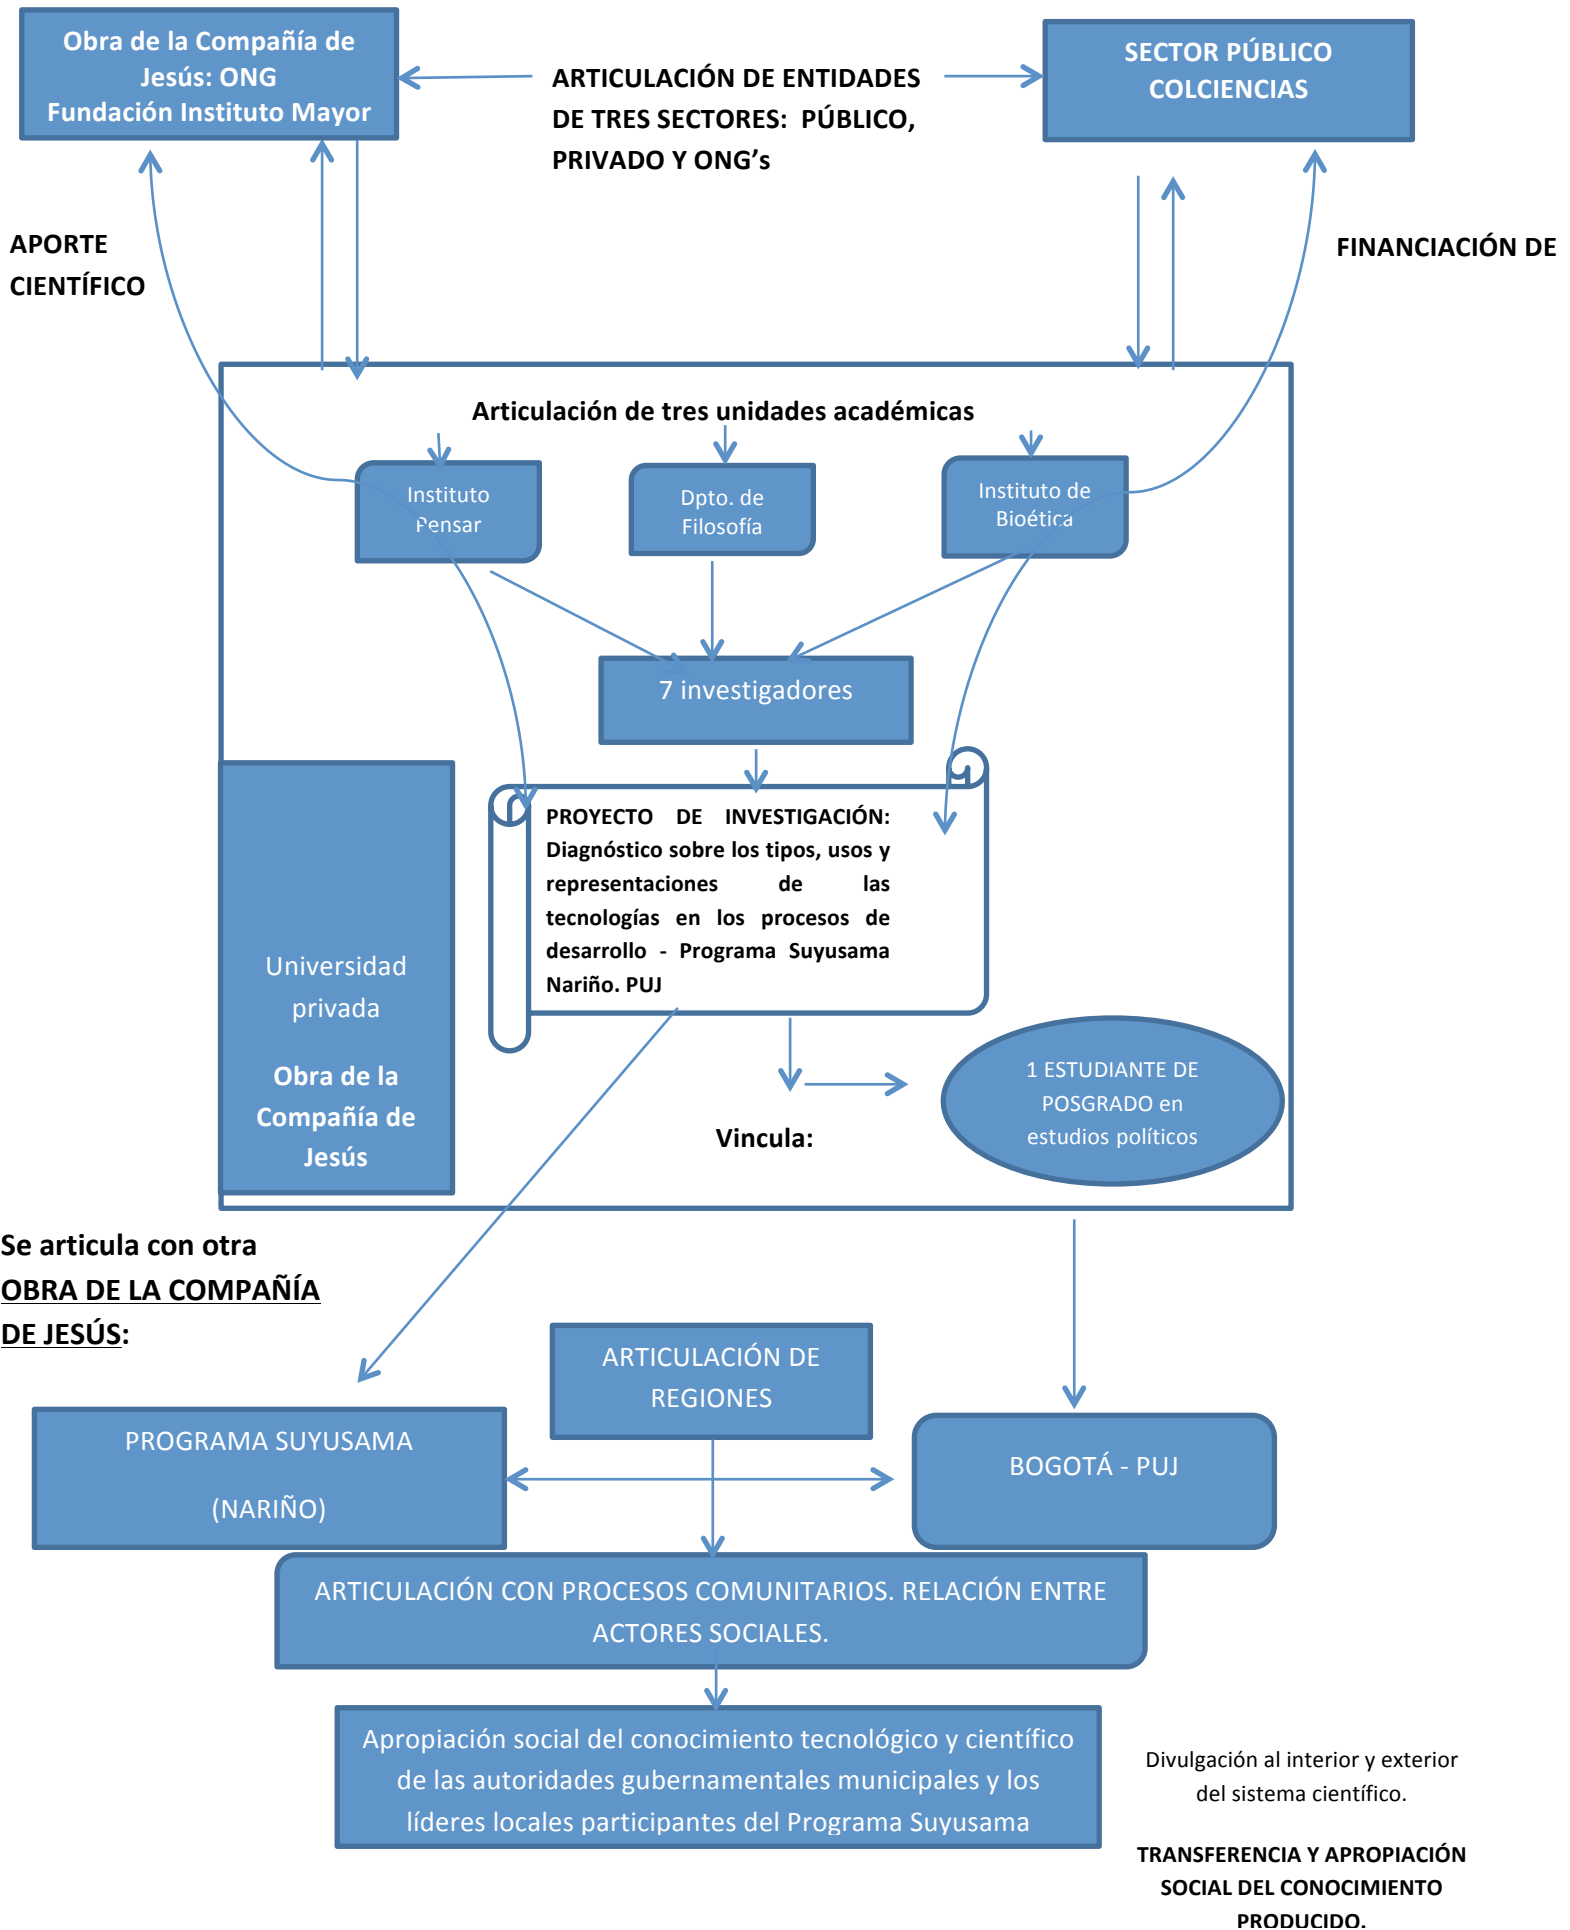 Obra de la Compañía de
Jesús: ONG
Fundación Instituto Mayor
ARTICULACIÓN DE ENTIDADES
DE TRES SECTORES: PÚBLICO,
PRIVADO Y ONG’s
SECTOR PÚBLICO
COLCIENCIAS
APORTE
CIENTÍFICO
FINANCIACIÓN DE
Articulación de tres unidades académicas
Instituto
Pensar
Dpto. de
Filosofía
Instituto de
Bioética
7 investigadores
PROYECTO DE INVESTIGACIÓN:
Diagnóstico sobre los tipos, usos y
representaciones de las
tecnologías en los procesos de
desarrollo - Programa Suyusama
Nariño. PUJ
Universidad
privada
Obra de la
Compañía de
Jesús
1 ESTUDIANTE DE
POSGRADO en
estudios políticos
Vincula:
Se articula con otra
OBRA DE LA COMPAÑÍA
DE JESÚS:
ARTICULACIÓN DE
REGIONES
PROGRAMA SUYUSAMA
(NARIÑO)
BOGOTÁ - PUJ
ARTICULACIÓN CON PROCESOS COMUNITARIOS. RELACIÓN ENTRE
ACTORES SOCIALES.
Apropiación social del conocimiento tecnológico y científico
de las autoridades gubernamentales municipales y los
líderes locales participantes del Programa Suyusama
Divulgación al interior y exterior
del sistema científico.
TRANSFERENCIA Y APROPIACIÓN
SOCIAL DEL CONOCIMIENTO
PRODUCIDO.